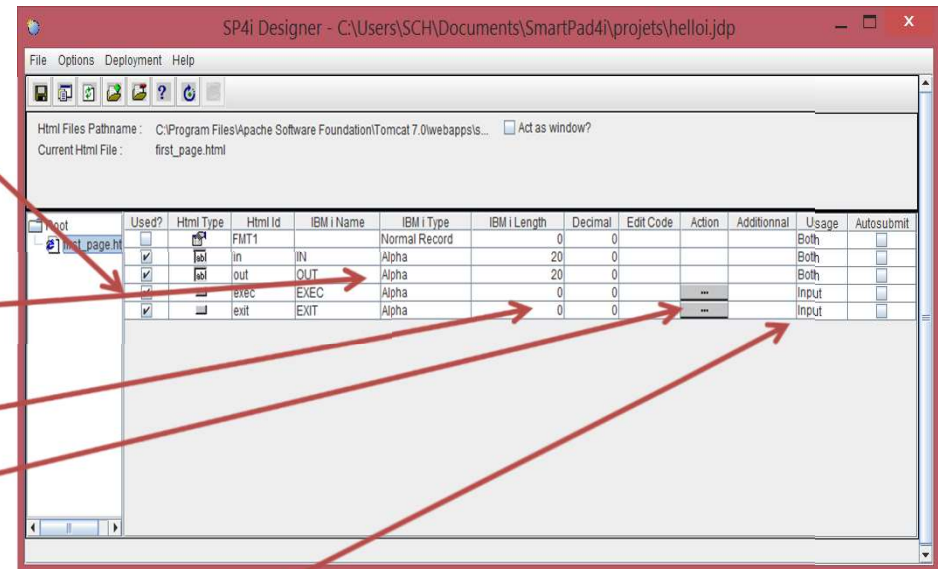 SP4i Designer - C:\Users\SCH\Documents\SmartPad4i\projets\helloi.jdp
File Options Deployment Help
Html Files Pathname : C:\Program Files\Apache Software Foundation\Tomcat 7.0\webapps\s... Act as window?
Current Html File : first_page.html
Root
first_page.ht
Used? Html Type Html Id IBM i Name IBM i Type IBM i Length Decimal Edit Code Action Additionnal Usage Autosubmit
FMT1 Normal Record 0 0 Both
in IN Alpha 20 0 Both
out OUT Alpha 20 0 Both
exec EXEC Alpha 0 0 ... Input
exit EXIT Alpha 0 0 ... Input